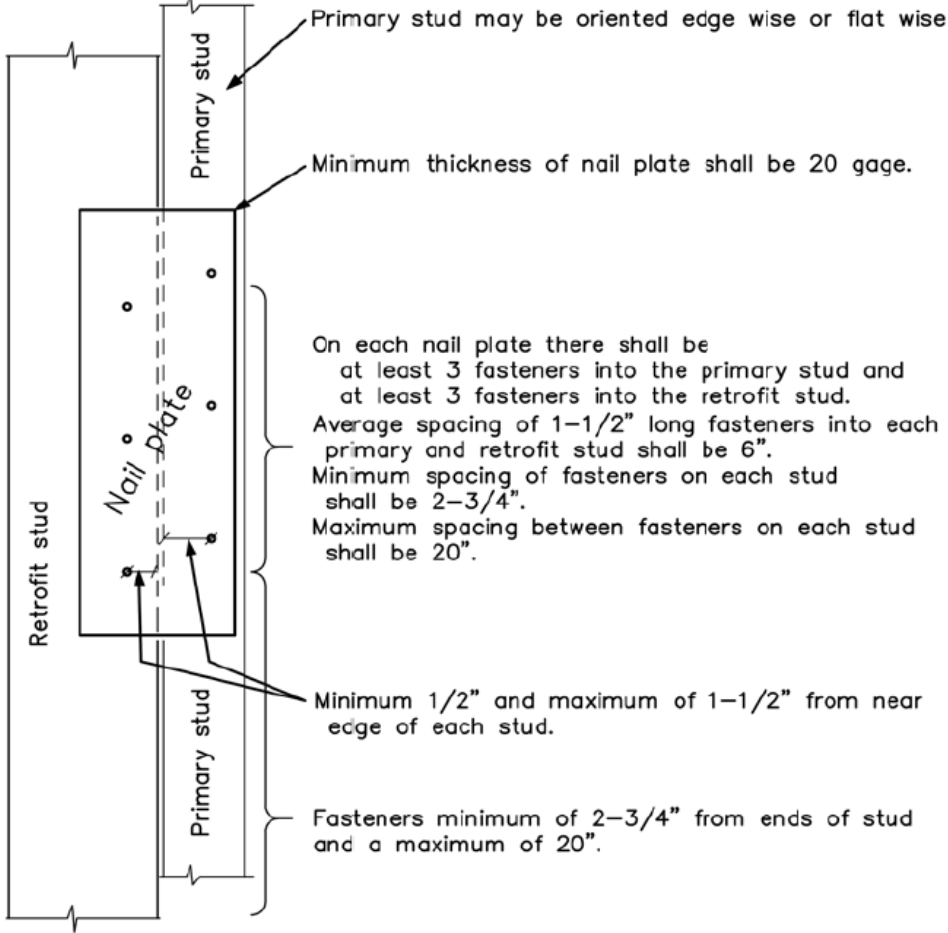 Primary stud may be oriented edge wise or flat wise
Primary stud
Minimum thickness of nail plate shall be 20 gage.
On each nail plate there shall be
at least 3 fasteners into the primary stud and
at least 3 fasteners into the retrofit stud.
Average spacing of 1-1/2" long fasteners into each
primary and retrofit stud shall be 6".
Minimum spacing of fasteners on each stud
shall be 2-3/4".
Maximum spacing between fasteners on each stud
shall be 20".
Nail plate
Retrofit stud
Minimum 1/2" and maximum of 1-1/2" from near
edge of each stud.
Primary stud
Fasteners minimum of 2-3/4" from ends of stud
and a maximum of 20".